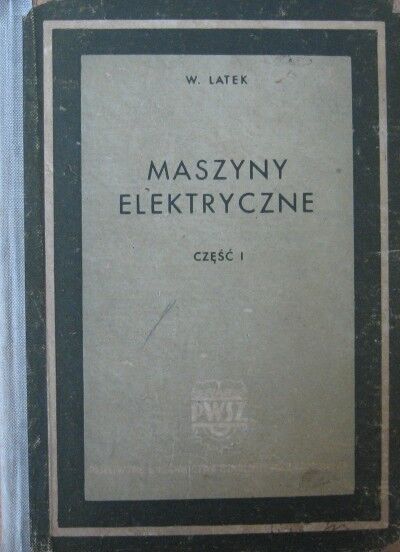 W. LATEK
MASZYNY
ELEKTRYCZNE
CZĘŚĆ I
PWSZ